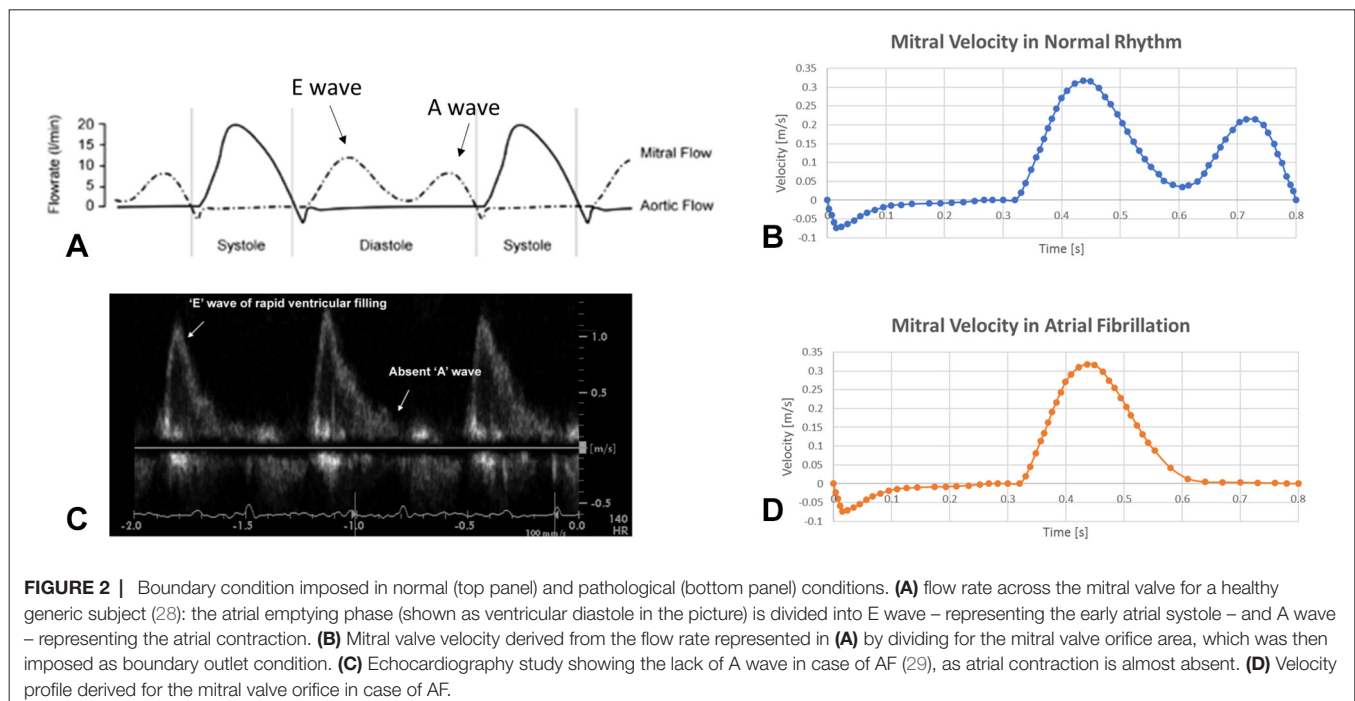 E wave
A wave
Flowrate (l/min)
20
15
10
5
0
Mitral Flow
Aortic Flow
Systole
Diastole
Systole
A
Mitral Velocity in Normal Rhythm
Velocity [m/s]
0.35
0.3
0.25
0.2
0.15
0.1
0.05
0
-0.05
-0.1
0 0.1 0.2 0.3 0.4 0.5 0.6 0.7 0.8
Time [s]
B
'E' wave of rapid ventricular filling
Absent 'A' wave
1.0
0.5
[m/s]
-0.5
-2.0 -1.5 -1.0 -0.5 0.0
100 mm/s
140
HR
C
Mitral Velocity in Atrial Fibrillation
Velocity [m/s]
0.35
0.3
0.25
0.2
0.15
0.1
0.05
0
-0.05
-0.1
0 0.1 0.2 0.3 0.4 0.5 0.6 0.7 0.8
Time [s]
D
FIGURE 2 | Boundary condition imposed in normal (top panel) and pathological (bottom panel) conditions. (A) flow rate across the mitral valve for a healthy
generic subject (28): the atrial emptying phase (shown as ventricular diastole in the picture) is divided into E wave – representing the early atrial systole – and A wave
– representing the atrial contraction. (B) Mitral valve velocity derived from the flow rate represented in (A) by dividing for the mitral valve orifice area, which was then
imposed as boundary outlet condition. (C) Echocardiography study showing the lack of A wave in case of AF (29), as atrial contraction is almost absent. (D) Velocity
profile derived for the mitral valve orifice in case of AF.